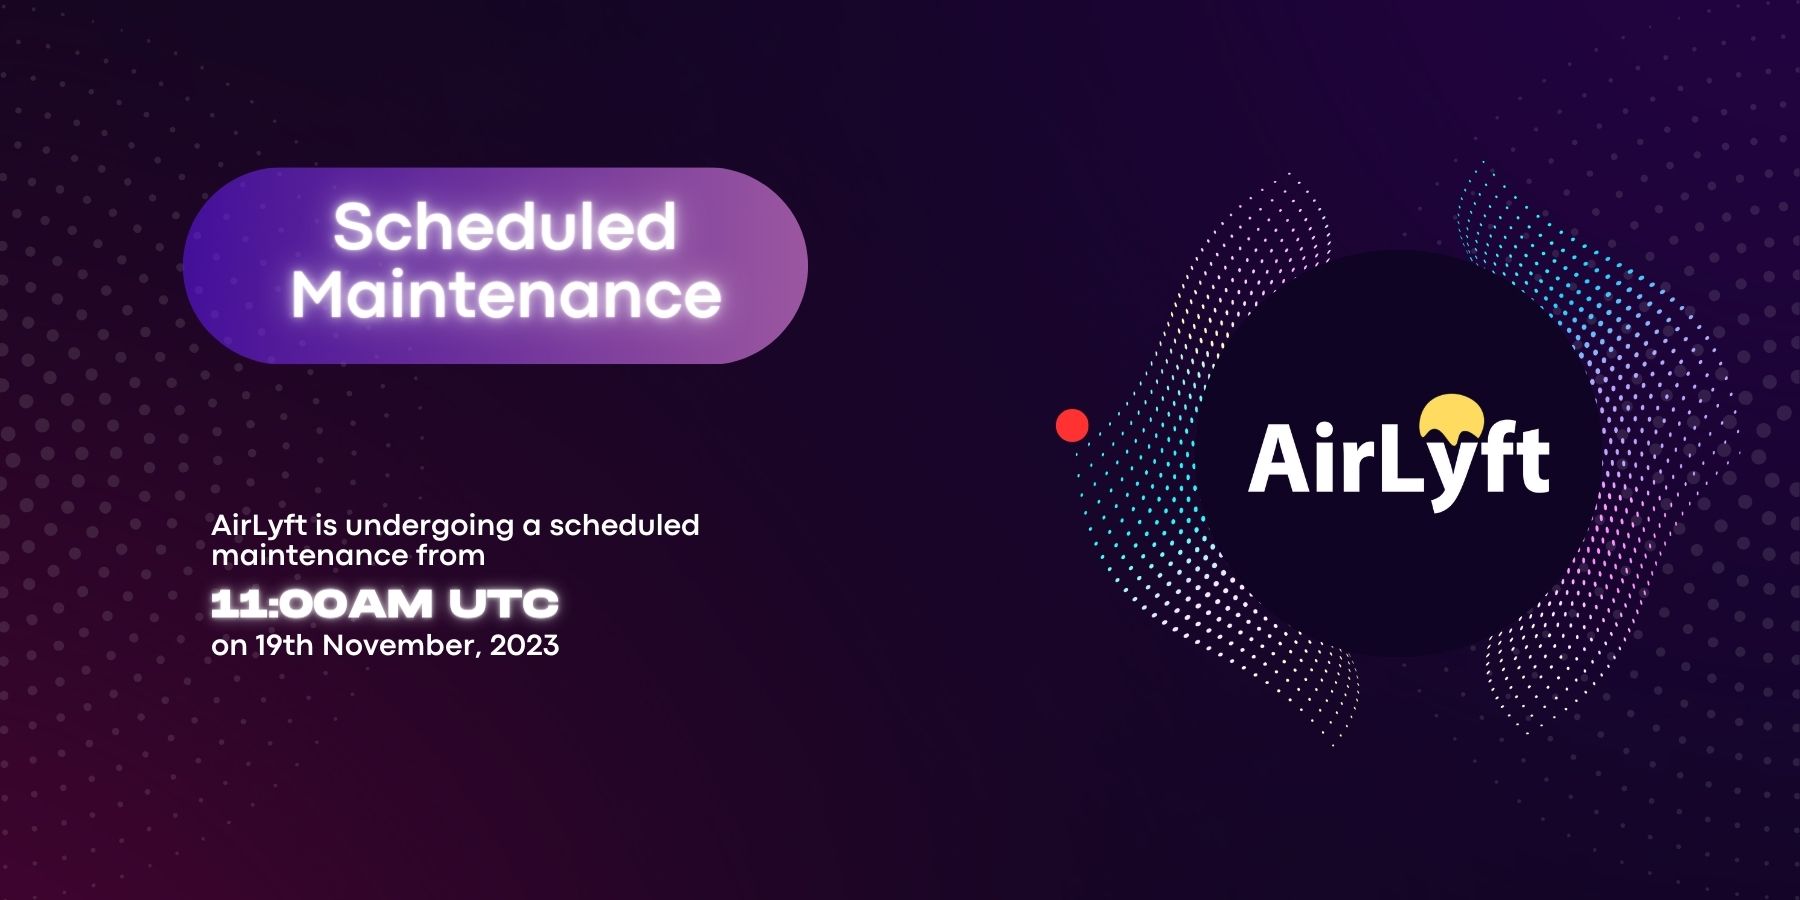 Scheduled
Maintenance
AirLyft is undergoing a scheduled
maintenance from
11:00AM UTC
on 19th November, 2023
AirLyft